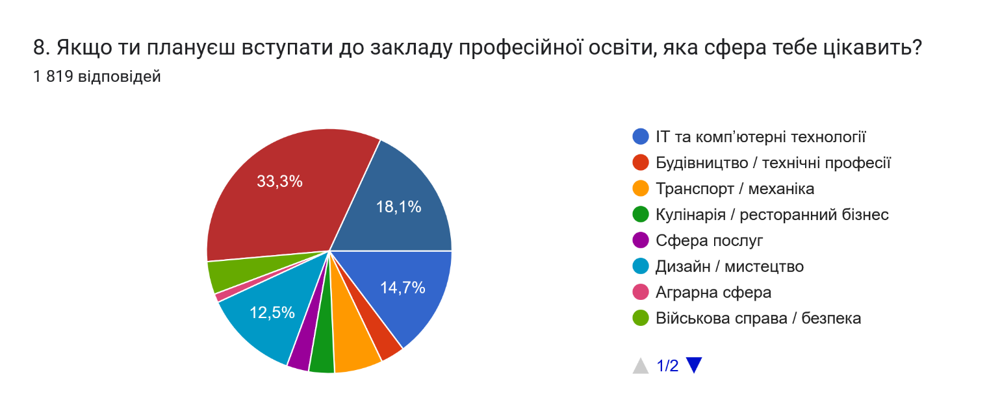 8. Якщо ти плануєш вступати до закладу професійної освіти, яка сфера тебе цікавить?
1 819 відповідей
33,3%
18,1%
14,7%
12,5%
ІТ та комп’ютерні технології
Будівництво / технічні професії
Транспорт / механіка
Кулінарія / ресторанний бізнес
Сфера послуг
Дизайн / мистецтво
Аграрна сфера
Військова справа / безпека
1/2